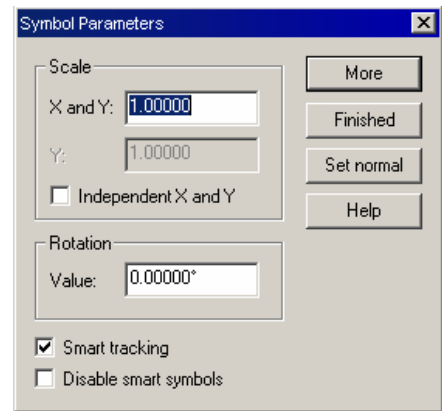 Symbol Parameters
Scale
X and Y: 1.00000
Y: 1.00000
Independent X and Y
Rotation
Value: 0.00000°
Smart tracking
Disable smart symbols
More
Finished
Set normal
Help